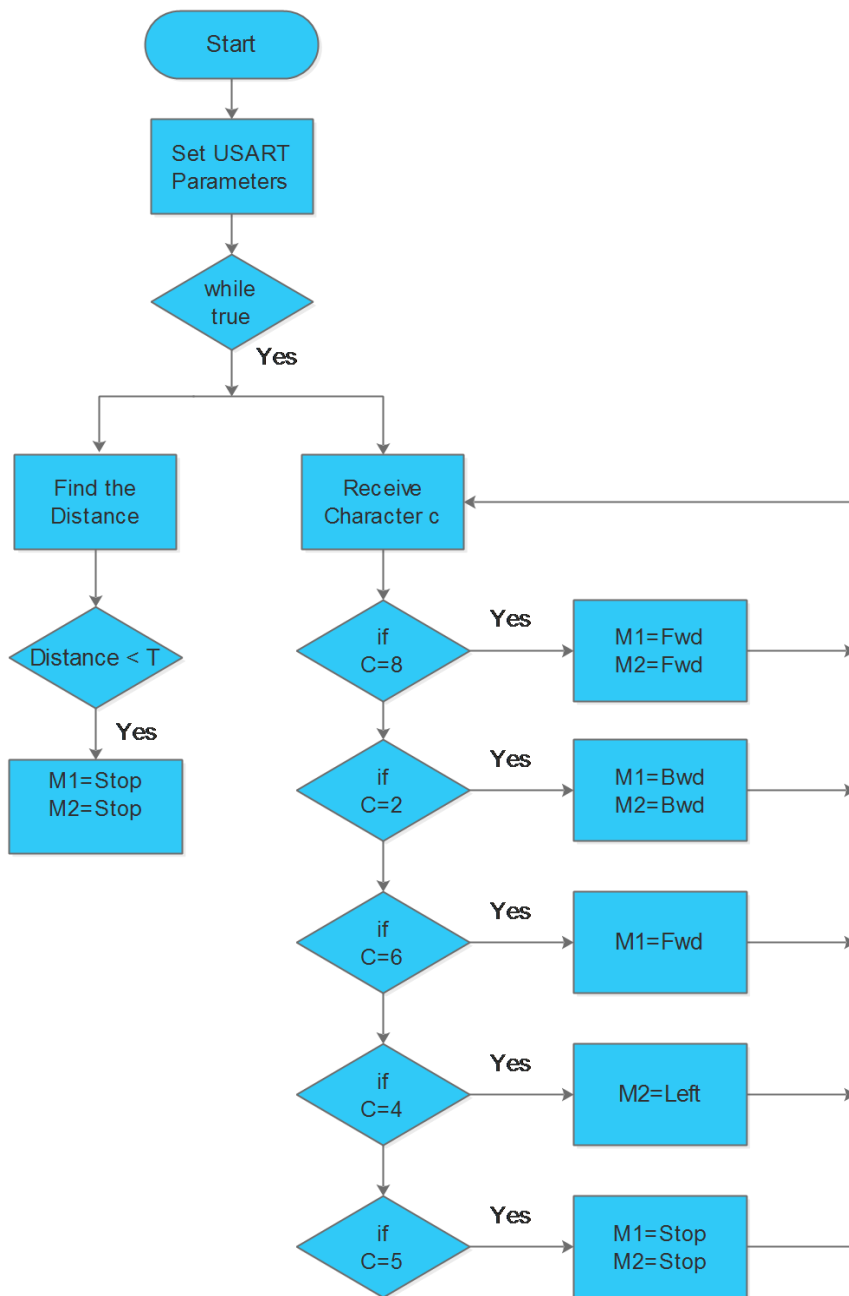 Start
Set USART
Parameters
while
true
Yes
Find the
Distance
Receive
Character c
Distance < T
Yes
M1=Stop
M2=Stop
if
C=8
Yes
M1=Fwd
M2=Fwd
if
C=2
Yes
M1=Bwd
M2=Bwd
if
C=6
Yes
M1=Fwd
if
C=4
Yes
M2=Left
if
C=5
Yes
M1=Stop
M2=Stop